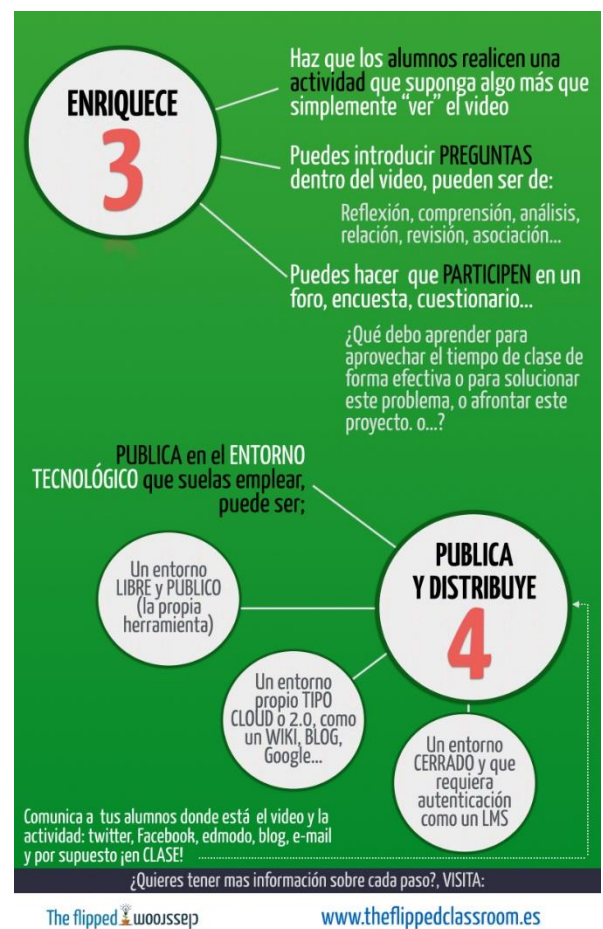 ENRIQUECE
3
Haz que los alumnos realicen una
actividad que suponga algo más que
simplemente “ver” el video
Puedes introducir PREGUNTAS
dentro del video, pueden ser de:
Reflexión, comprensión, análisis,
relación, revisión, asociación...
Puedes hacer que PARTICIPEN en un
foro, encuesta, cuestionario...
¿Qué debo aprender para
aprovechar el tiempo de clase de
forma efectiva o para solucionar
este problema, o afrontar este
proyecto. o...?
PUBLICA en el ENTORNO
TECNOLÓGICO que suelas emplear,
puede ser;
PUBLICA
Y DISTRIBUYE
4
Un entorno
LIBRE y PUBLICO
(la propia
herramienta)
Un entorno
propio TIPO
CLOUD o 2.0, como
un WIKI, BLOG,
Google...
Un entorno
CERRADO y que
requiera
autenticación
como un LMS
Comunica a tus alumnos donde está el video y la
actividad: twitter, Facebook, edmodo, blog, e-mail
y por supuesto ¡en CLASE!
¿Quieres tener mas información sobre cada paso?, VISITA:
The flipped classroom
www.theflippedclassroom.es